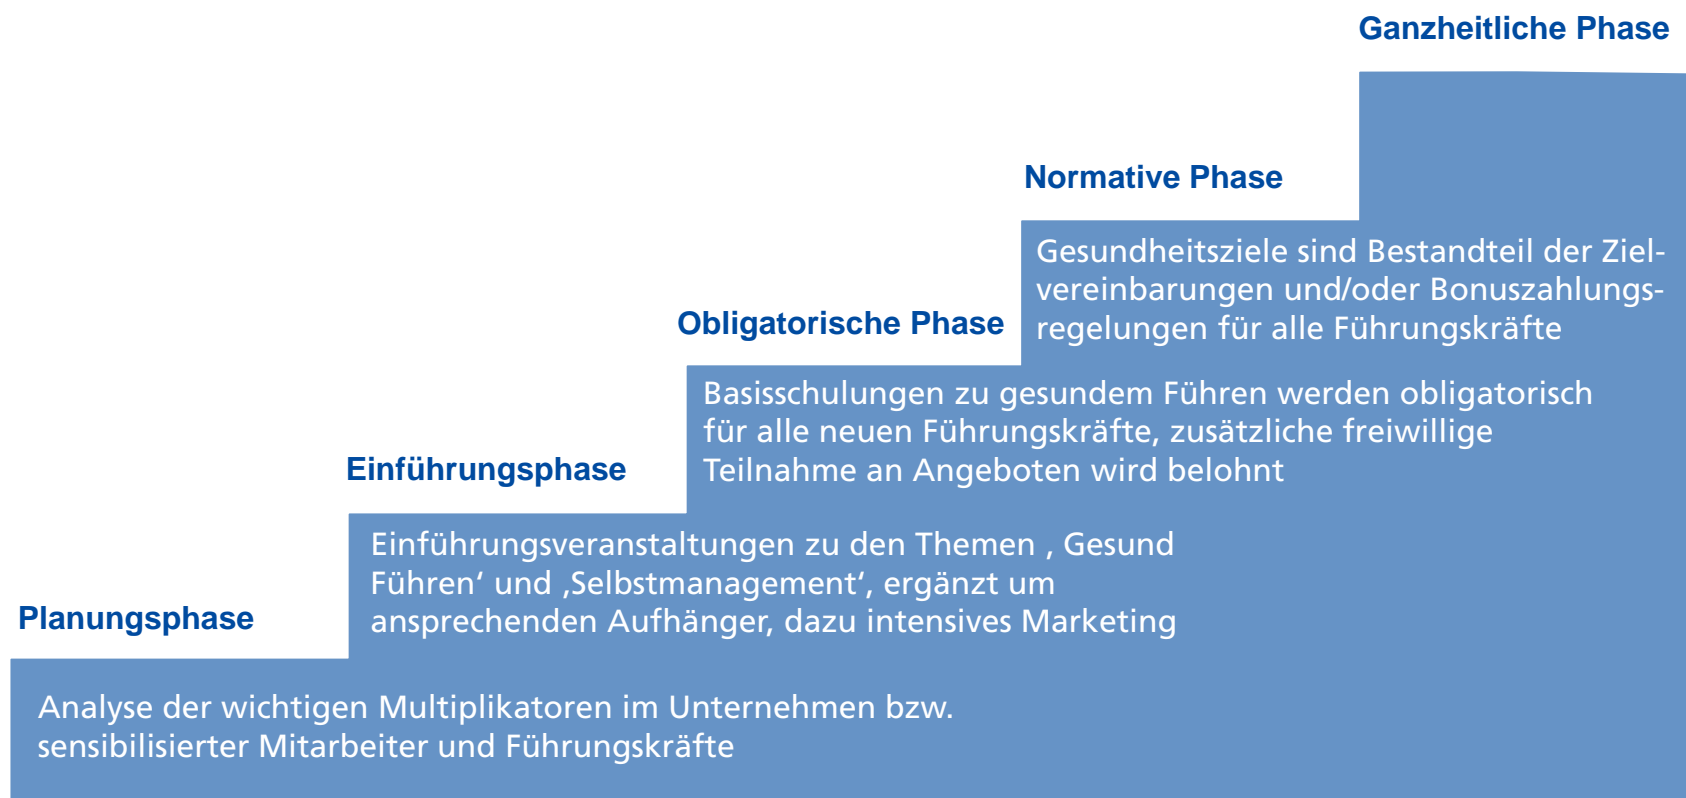 Ganzheitliche Phase
Normative Phase
Gesundheitsziele sind Bestandteil der Ziel-
vereinbarungen und/oder Bonuszahlungs-
regelungen für alle Führungskräfte
Obligatorische Phase
Basisschulungen zu gesundem Führen werden obligatorisch
für alle neuen Führungskräfte, zusätzliche freiwillige
Teilnahme an Angeboten wird belohnt
Einführungsphase
Einführungsveranstaltungen zu den Themen ‚ Gesund
Führen‘ und ‚Selbstmanagement‘, ergänzt um
ansprechenden Aufhänger, dazu intensives Marketing
Planungsphase
Analyse der wichtigen Multiplikatoren im Unternehmen bzw.
sensibilisierter Mitarbeiter und Führungskräfte